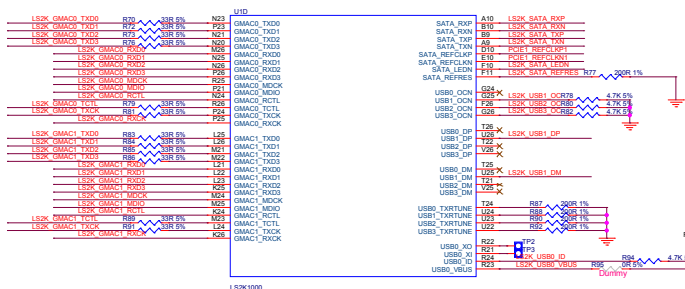 U1D
LS2K_GMAC0_TXD0 R70 33R 5% N23 GMAC0_TXD0
LS2K_GMAC0_TXD1 R72 33R 5% P23 GMAC0_TXD1
LS2K_GMAC0_TXD2 R73 33R 5% N21 GMAC0_TXD2
LS2K_GMAC0_TXD3 R76 33R 5% N20 GMAC0_TXD3
LS2K_GMAC0_RXD0 M26 GMAC0_RXD0
LS2K_GMAC0_RXD1 N25 GMAC0_RXD1
LS2K_GMAC0_RXD2 N26 GMAC0_RXD2
LS2K_GMAC0_RXD3 P26 GMAC0_RXD3
LS2K_GMAC0_MDCK R25 GMAC0_MDCK
LS2K_GMAC0_MDIO P21 GMAC0_MDIO
LS2K_GMAC0_RCTL N24 GMAC0_RCTL
LS2K_GMAC0_TCTL R79 33R 5% R26 GMAC0_TCTL
LS2K_GMAC0_TXCK R81 33R 5% P24 GMAC0_TXCK
LS2K_GMAC0_RXCK P25 GMAC0_RXCK
LS2K_GMAC1_TXD0 R83 33R 5% L25 GMAC1_TXD0
LS2K_GMAC1_TXD1 R84 33R 5% L26 GMAC1_TXD1
LS2K_GMAC1_TXD2 R85 33R 5% M21 GMAC1_TXD2
LS2K_GMAC1_TXD3 R86 33R 5% M22 GMAC1_TXD3
LS2K_GMAC1_RXD0 L21 GMAC1_RXD0
LS2K_GMAC1_RXD1 L22 GMAC1_RXD1
LS2K_GMAC1_RXD2 L23 GMAC1_RXD2
LS2K_GMAC1_RXD3 K25 GMAC1_RXD3
LS2K_GMAC1_MDCK M24 GMAC1_MDCK
LS2K_GMAC1_MDIO M25 GMAC1_MDIO
LS2K_GMAC1_RCTL K24 GMAC1_RCTL
LS2K_GMAC1_TCTL R89 33R 5% M23 GMAC1_TCTL
LS2K_GMAC1_TXCK R91 33R 5% L24 GMAC1_TXCK
LS2K_GMAC1_RXCK K26 GMAC1_RXCK
SATA_RXP A10 LS2K_SATA_RXP
SATA_RXN B10 LS2K_SATA_RXN
SATA_TXP B9 LS2K_SATA_TXP
SATA_TXN A9 LS2K_SATA_TXN
SATA_REFCLKP D10 PCIE1_REFCLKP1
SATA_REFCLKN E10 PCIE1_REFCLKN1
SATA_LEDN F10 LS2K_SATA_LEDN
SATA_REFRES F11 LS2K_SATA_REFRES R77 200R 1%
USB0_OCN G24
USB1_OCN G25 LS2K_USB1_OCR78 4.7K 5%
USB2_OCN F26 LS2K_USB2_OCR80 4.7K 5%
USB3_OCN G26 LS2K_USB3_OCR82 4.7K 5%
USB0_DP T26
USB1_DP U26 LS2K_USB1_DP
USB2_DP T22
USB3_DP V26
USB0_DM T25
USB1_DM U25 LS2K_USB1_DM
USB2_DM T21
USB3_DM V25
USB0_TXRTUNE T24 R87 200R 1%
USB1_TXRTUNE U24 R88 200R 1%
USB2_TXRTUNE U23 R90 200R 1%
USB3_TXRTUNE U22 R92 200R 1%
USB0_XO R22 TP2
USB0_XI R21 TP3
USB0_ID R24 LS2K_USB0_ID R94 4.7K 5
USB0_VBUS R23 LS2K_USB0_VBUS R95 0R 5%
Dummy
LS2K1000